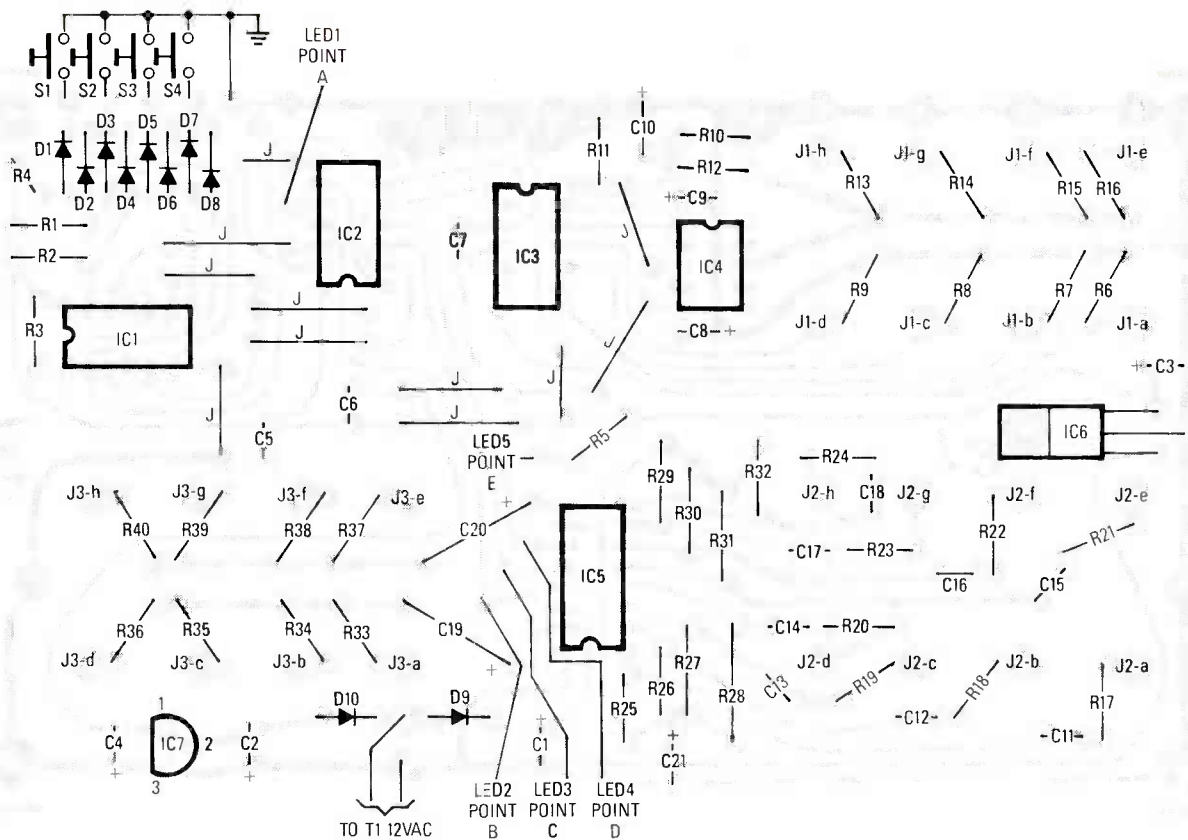 LED1
POINT
A
S1 S2 S3 S4
D3 D5 D7
D1
R4
D2 D4 D6 D8
J
R1
R2
J
J
J
J
J
R3
IC1
IC2
C7
IC3
R11
+
C10
R10
R12
+ C9
IC4
C8 +
J
J
J
J
J
C6
C5
R5
LED5
POINT
E
J1-h J1-g J1-f J1-e
R13 R14 R15 R16
R9 R8 R7 R6
J1-d J1-c J1-b J1-a
+ C3
IC6
J3-h J3-g J3-f J3-e
R40 R39 R38 R37
+
C20
R36 R35 R34 R33
C19
+
J3-d J3-c J3-b J3-a
IC5
R29
R30
R31
R32
R24
J2-h C18 J2-g J2-f J2-e
R22 R21
C17 R23
C16 C15
C14 R20
J2-d J2-c J2-b J2-a
C13 R19 R18 R17
C12
C11
R25 R26 R27 R28
+
C21
D10 D9
1
C4 IC7 2 C2
3
+ +
+
C1
TO T1 12VAC
LED2
POINT
B
LED3
POINT
C
LED4
POINT
D